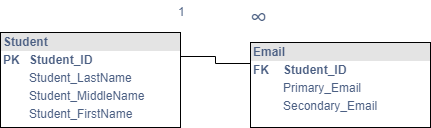 1 ∞
Student
PK Student_ID
Student_LastName
Student_MiddleName
Student_FirstName
Email
FK Student_ID
Primary_Email
Secondary_Email